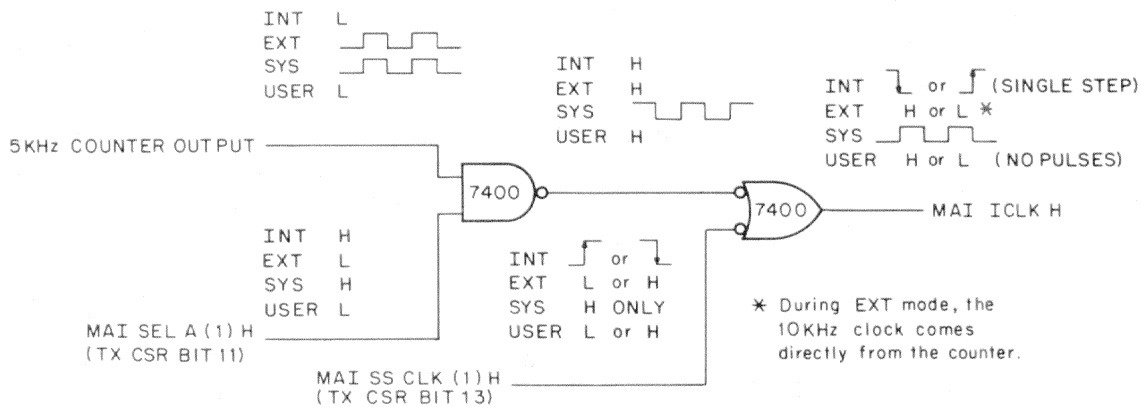 INT L
EXT
SYS
USER L
5KHz COUNTER OUTPUT
INT H
EXT L
SYS H
USER L
MAI SEL A (1) H
(TX CSR BIT 11)
7400
INT H
EXT H
SYS
USER H
INT or
EXT L or H
SYS H ONLY
USER L or H
MAI SS CLK (1) H
(TX CSR BIT 13)
7400
INT or (SINGLE STEP)
EXT H or L *
SYS
USER H or L (NO PULSES)
MAI ICLK H
* During EXT mode, the
10KHz clock comes
directly from the counter.